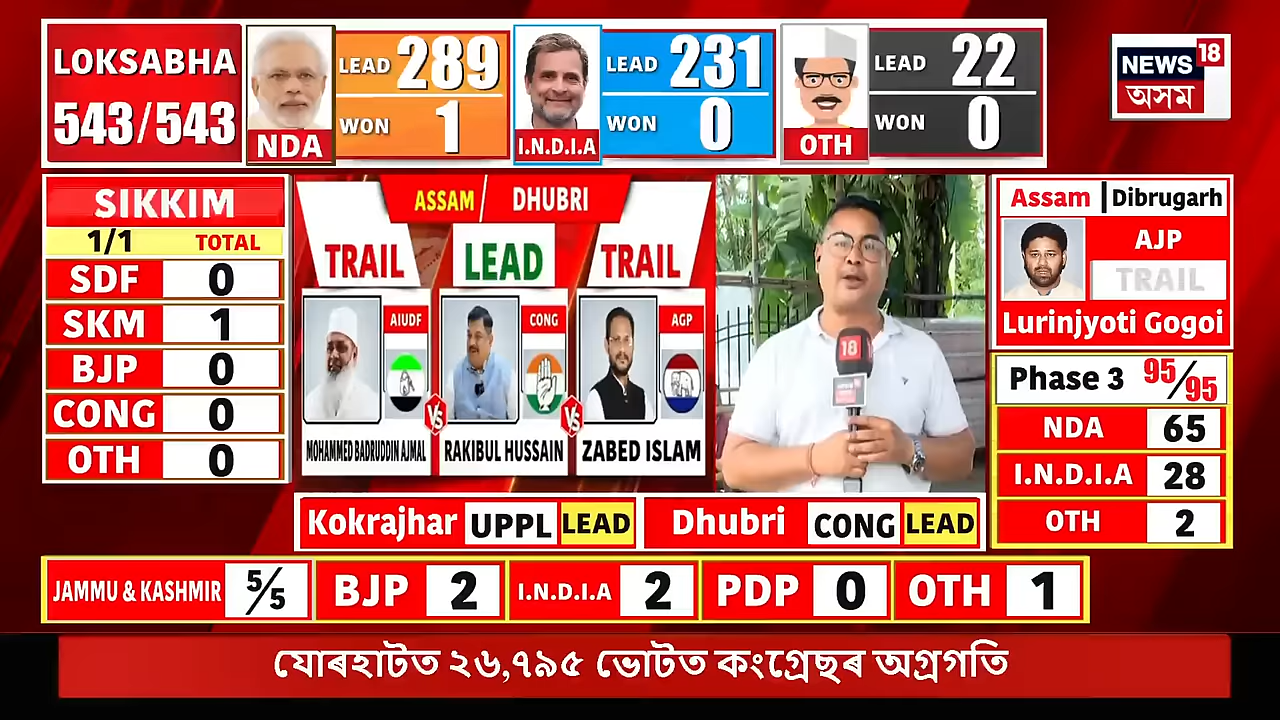 LOKSABHA
543/543
NDA
LEAD 289
WON 1
I.N.D.I.A
LEAD 231
WON 0
OTH
LEAD 22
WON 0
NEWS 18
অসম
SIKKIM
1/1 TOTAL
SDF 0
SKM 1
BJP 0
CONG 0
OTH 0
ASSAM DHUBRI
TRAIL LEAD TRAIL
AIUDF CONG AGP
VS VS
MOHAMMED BADRUDDIN AJMAL RAKIBUL HUSSAIN ZABED ISLAM
18
Assam | Dibrugarh
AJP
TRAIL
Lurinjyoti Gogoi
Phase 3 95/95
NDA 65
I.N.D.I.A 28
OTH 2
Kokrajhar UPPL LEAD Dhubri CONG LEAD
JAMMU & KASHMIR 5/5 BJP 2 I.N.D.I.A 2 PDP 0 OTH 1
যোৰহাটত ২৬,৭৯৫ ভোটত কংগ্ৰেছৰ অগ্ৰগতি